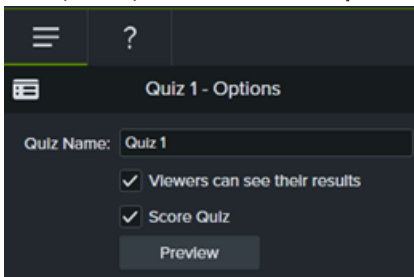 ?
Quiz 1 - Options
Quiz Name: Quiz 1
Viewers can see their results
Score Quiz
Preview